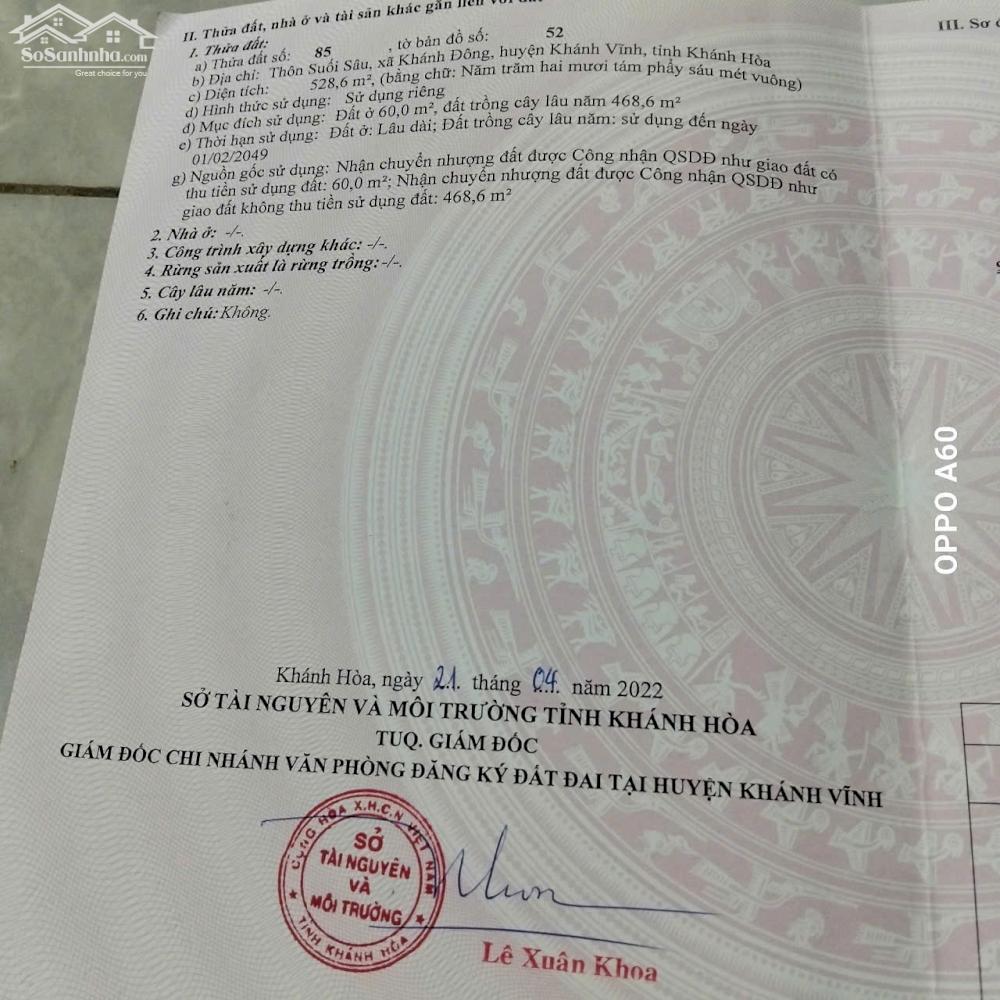 SoSanhnha.com
Great choice for you
II. Thửa đất, nhà ở và tài sản khác gắn liền với đất
III. Sơ đ
1. Thửa đất:
a) Thửa đất số: 85 , tờ bản đồ số: 52
b) Địa chỉ: Thôn Suối Sâu, xã Khánh Đông, huyện Khánh Vĩnh, tỉnh Khánh Hòa
c) Diện tích: 528,6 m², (bằng chữ: Năm trăm hai mươi tám phẩy sáu mét vuông)
d) Hình thức sử dụng: Sử dụng riêng
đ) Mục đích sử dụng: Đất ở 60,0 m², đất trồng cây lâu năm 468,6 m²
e) Thời hạn sử dụng: Đất ở: Lâu dài; Đất trồng cây lâu năm: sử dụng đến ngày
01/02/2049
g) Nguồn gốc sử dụng: Nhận chuyển nhượng đất được Công nhận QSDĐ như giao đất có
thu tiền sử dụng đất: 60,0 m²; Nhận chuyển nhượng đất được Công nhận QSDĐ như
giao đất không thu tiền sử dụng đất: 468,6 m²
2. Nhà ở: -/-.
3. Công trình xây dựng khác: -/-.
4. Rừng sản xuất là rừng trồng: -/-.
5. Cây lâu năm: -/-.
6. Ghi chú: Không.
OPPO A60
Khánh Hòa, ngày 21. tháng 04. năm 2022
SỞ TÀI NGUYÊN VÀ MÔI TRƯỜNG TỈNH KHÁNH HÒA
TUQ. GIÁM ĐỐC
GIÁM ĐỐC CHI NHÁNH VĂN PHÒNG ĐĂNG KÝ ĐẤT ĐAI TẠI HUYỆN KHÁNH VĨNH
CỘNG HÒA X.H.C.N VIỆT NAM
SỞ
TÀI NGUYÊN
VÀ
MÔI TRƯỜNG
TỈNH KHÁNH HÒA
Lê Xuân Khoa